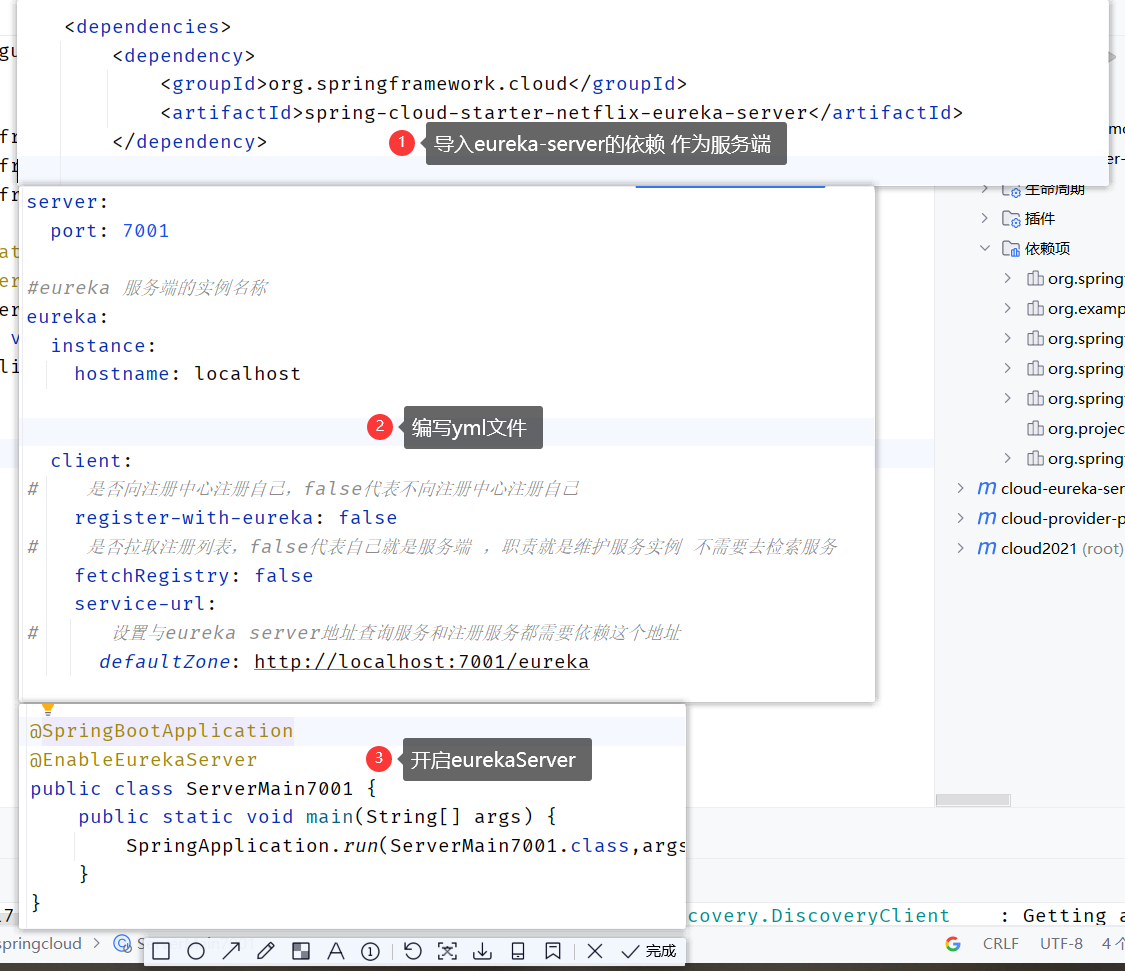 <dependencies>
<dependency>
<groupId>org.springframework.cloud</groupId>
<artifactId>spring-cloud-starter-netflix-eureka-server</artifactId>
</dependency>
1 导入eureka-server的依赖 作为服务端
server:
port: 7001
#eureka 服务端的实例名称
eureka:
instance:
hostname: localhost
2 编写yml文件
client:
# 是否向注册中心注册自己，false代表不向注册中心注册自己
register-with-eureka: false
# 是否拉取注册列表，false代表自己就是服务端 ，职责就是维护服务实例 不需要去检索服务
fetchRegistry: false
service-url:
# 设置与eureka server地址查询服务和注册服务都需要依赖这个地址
defaultZone: http://localhost:7001/eureka
@SpringBootApplication
@EnableEurekaServer
3 开启eurekaServer
public class ServerMain7001 {
public static void main(String[] args) {
SpringApplication.run(ServerMain7001.class,args
}
}
生命周期
插件
依赖项
org.spring
org.examp
org.spring
org.spring
org.spring
org.projec
org.spring
cloud-eureka-ser
cloud-provider-p
cloud2021 (root)
covery.DiscoveryClient : Getting a
springcloud
完成
CRLF UTF-8 4 个